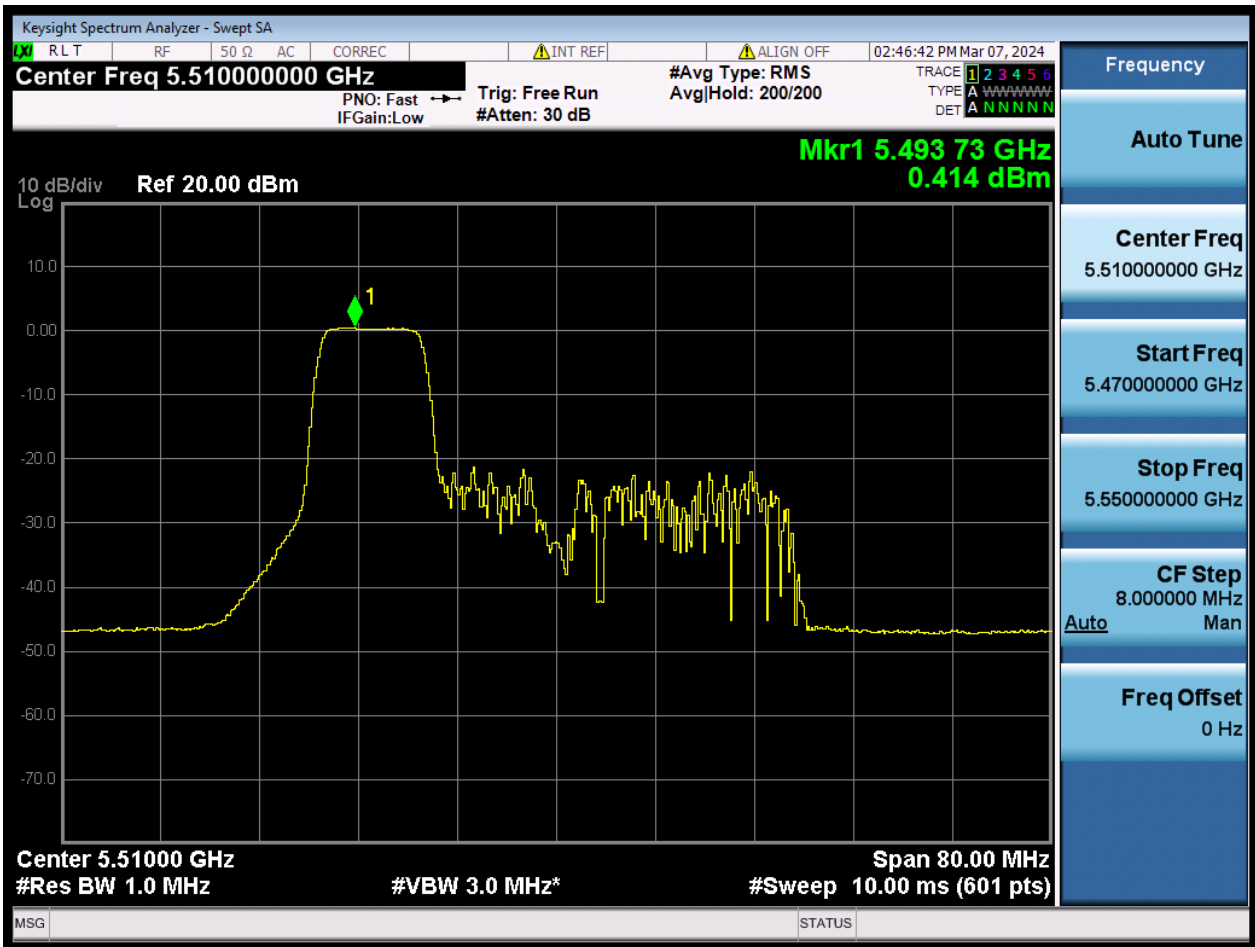 Keysight Spectrum Analyzer - Swept SA
LXI RLT RF 50 Ω AC CORREC INT REF ALIGN OFF 02:46:42 PM Mar 07, 2024
Center Freq 5.510000000 GHz
PNO: Fast
IFGain:Low
Trig: Free Run
#Atten: 30 dB
#Avg Type: RMS
Avg|Hold: 200/200
TRACE 1 2 3 4 5 6
TYPE A WWWWW
DET A N N N N N
Mkr1 5.493 73 GHz
0.414 dBm
10 dB/div Ref 20.00 dBm
Log
1
10.0
0.00
-10.0
-20.0
-30.0
-40.0
-50.0
-60.0
-70.0
Center 5.51000 GHz Span 80.00 MHz
#Res BW 1.0 MHz #VBW 3.0 MHz* #Sweep 10.00 ms (601 pts)
MSG STATUS
Frequency
Auto Tune
Center Freq
5.510000000 GHz
Start Freq
5.470000000 GHz
Stop Freq
5.550000000 GHz
CF Step
8.000000 MHz
Auto Man
Freq Offset
0 Hz